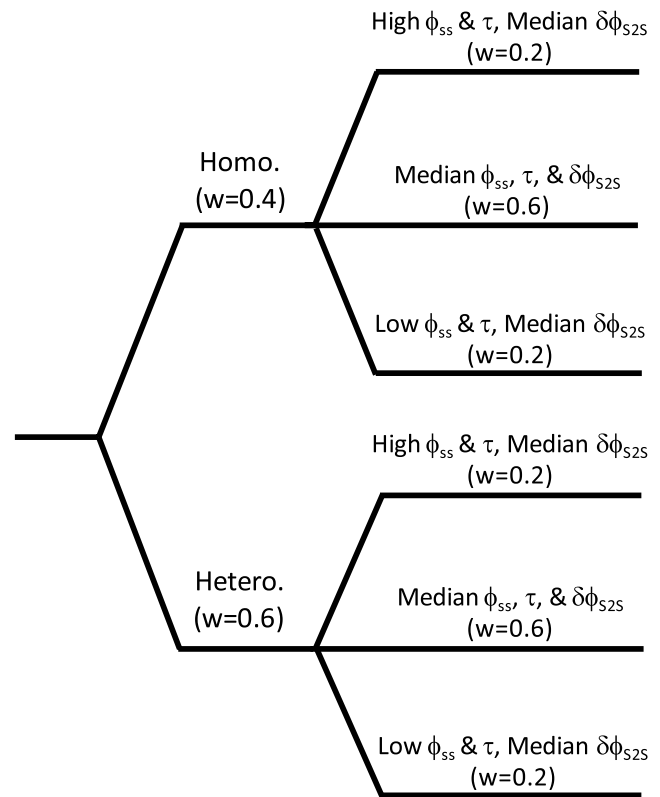 High ϕss & τ, Median δϕS2S
(w=0.2)
Homo.
(w=0.4)
Median ϕss, τ, & δϕS2S
(w=0.6)
Low ϕss & τ, Median δϕS2S
(w=0.2)
High ϕss & τ, Median δϕS2S
(w=0.2)
Hetero.
(w=0.6)
Median ϕss, τ, & δϕS2S
(w=0.6)
Low ϕss & τ, Median δϕS2S
(w=0.2)